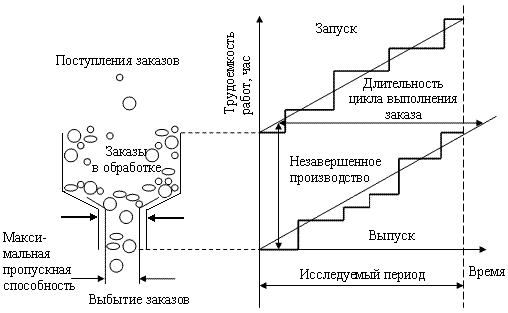 Поступления заказов
Заказы
в обработке
Макси-
мальная
пропускная
способность
Выбытие заказов
Трудоемкость
работ, час
Запуск
Длительность
цикла выполнения
заказа
Незавершенное
производство
Выпуск
Исследуемый период
Время